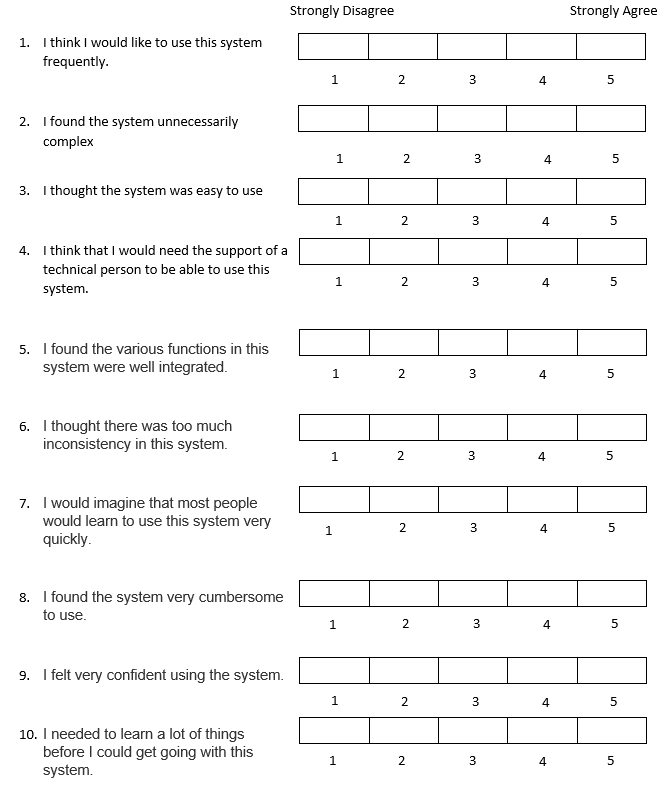 Strongly Disagree Strongly Agree
1. I think I would like to use this system
frequently.
1 2 3 4 5
2. I found the system unnecessarily
complex
1 2 3 4 5
3. I thought the system was easy to use
1 2 3 4 5
4. I think that I would need the support of a
technical person to be able to use this
system.
1 2 3 4 5
5. I found the various functions in this
system were well integrated.
1 2 3 4 5
6. I thought there was too much
inconsistency in this system.
1 2 3 4 5
7. I would imagine that most people
would learn to use this system very
quickly.
1 2 3 4 5
8. I found the system very cumbersome
to use.
1 2 3 4 5
9. I felt very confident using the system.
1 2 3 4 5
10. I needed to learn a lot of things
before I could get going with this
system.
1 2 3 4 5